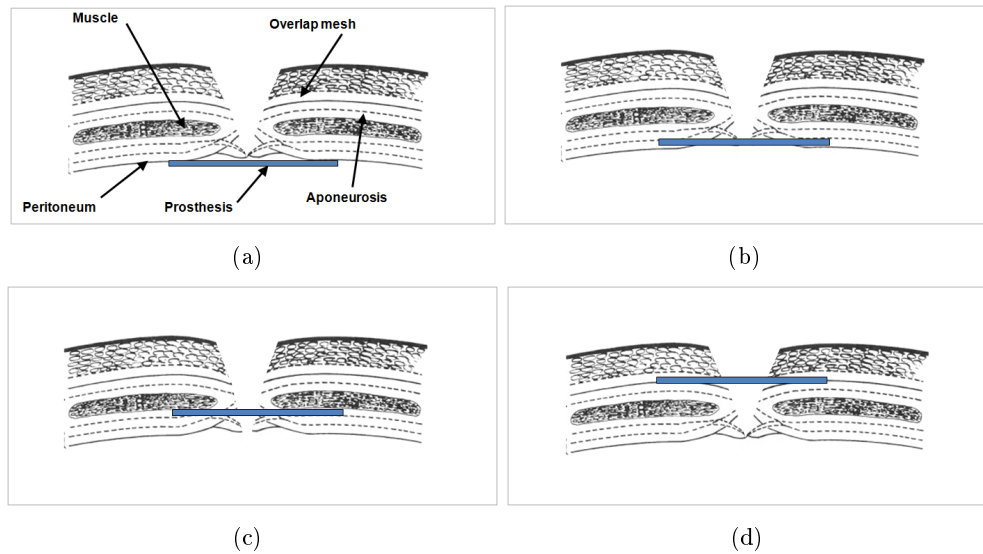 Muscle
Overlap mesh
Peritoneum
Prosthesis
Aponeurosis
(a)
(b)
(c)
(d)